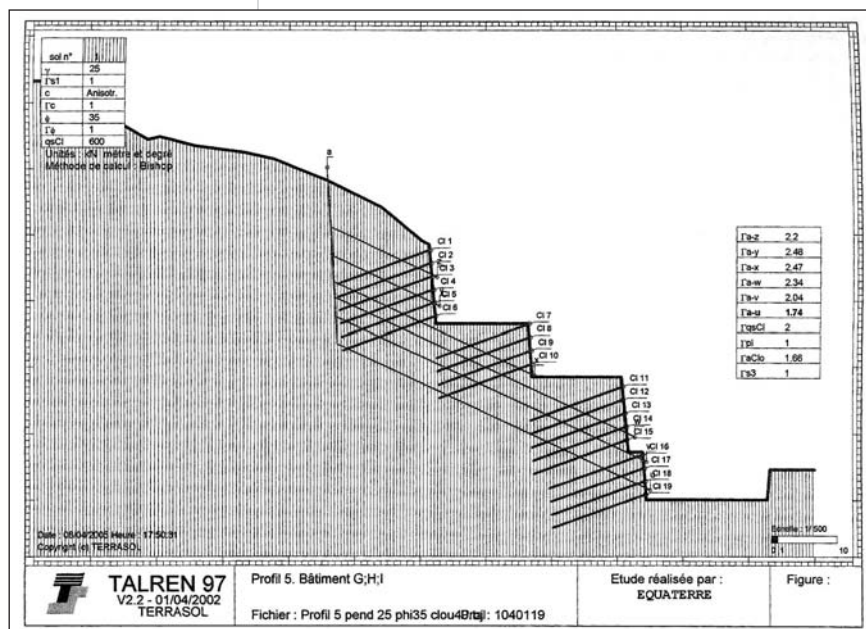 sol n° 1
γ 25
Γs1 1
c Anisotr.
Γc 1
ɸ 35
Γɸ 1
qsCl 600
Unités : kN mètre et degré
Méthode de calcul : Bishop
a
Cl 1
Cl 2
Cl 3
Cl 4
Cl 5
Cl 6
Cl 7
Cl 8
Cl 9
Cl 10
x
Cl 11
Cl 12
Cl 13
Cl 14
Cl 15
Cl 16
Cl 17
Cl 18
Cl 19
Γa-z 2.2
Γa-y 2.48
Γa-x 2.47
Γa-w 2.34
Γa-v 2.04
Γa-u 1.74
ΓqsCl 2
Γpl 1
ΓaClo 1.66
Γs3 1
Date : 08/04/2005 Heure : 17:50:31
Copyright (c) TERRASOL
Echelle : 1/ 500
0 1 10
TALREN 97
V2.2 - 01/04/2002
TERRASOL
Profil 5. Bâtiment G;H;I
Fichier : Profil 5 pend 25 phi35 : 1040119
Etude réalisée par :
EQUATERRE
Figure :